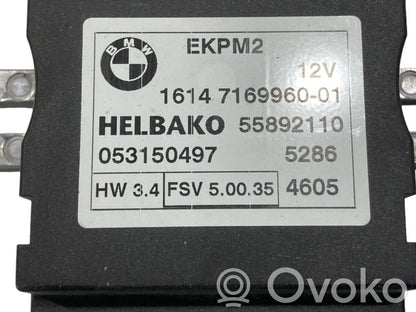 BMW
EKPM2
12V
1614 7169960-01
HELBAKO 55892110
053150497 5286
HW 3.4 FSV 5.00.35 4605
Ovoko